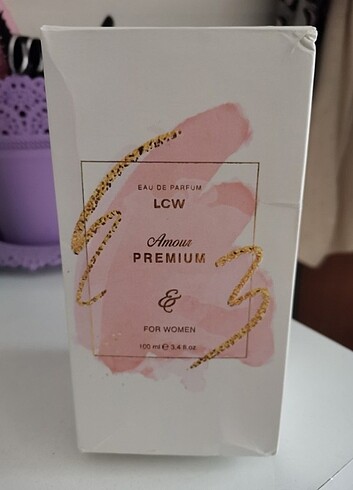 EAU DE PARFUM
LCW
Amour
PREMIUM
&
FOR WOMEN
100 ml ℮ 3.4 fl oz.